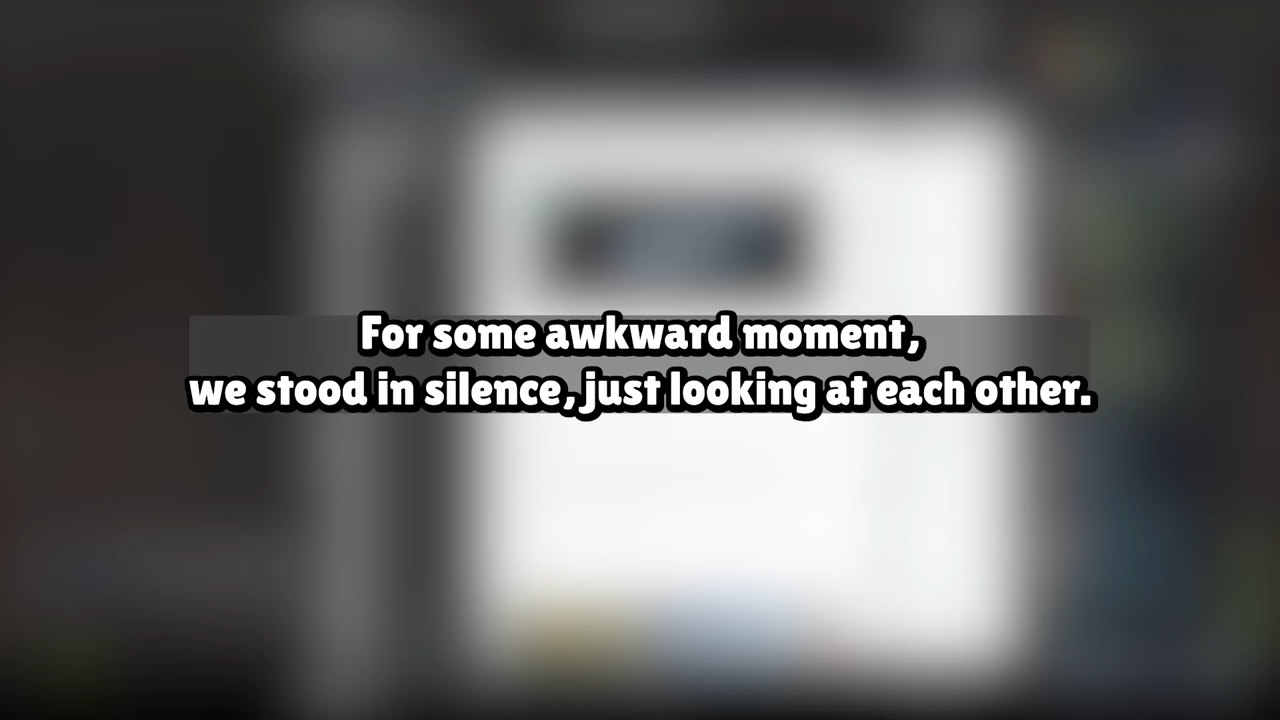 For some awkward moment,
we stood in silence, just looking at each other.